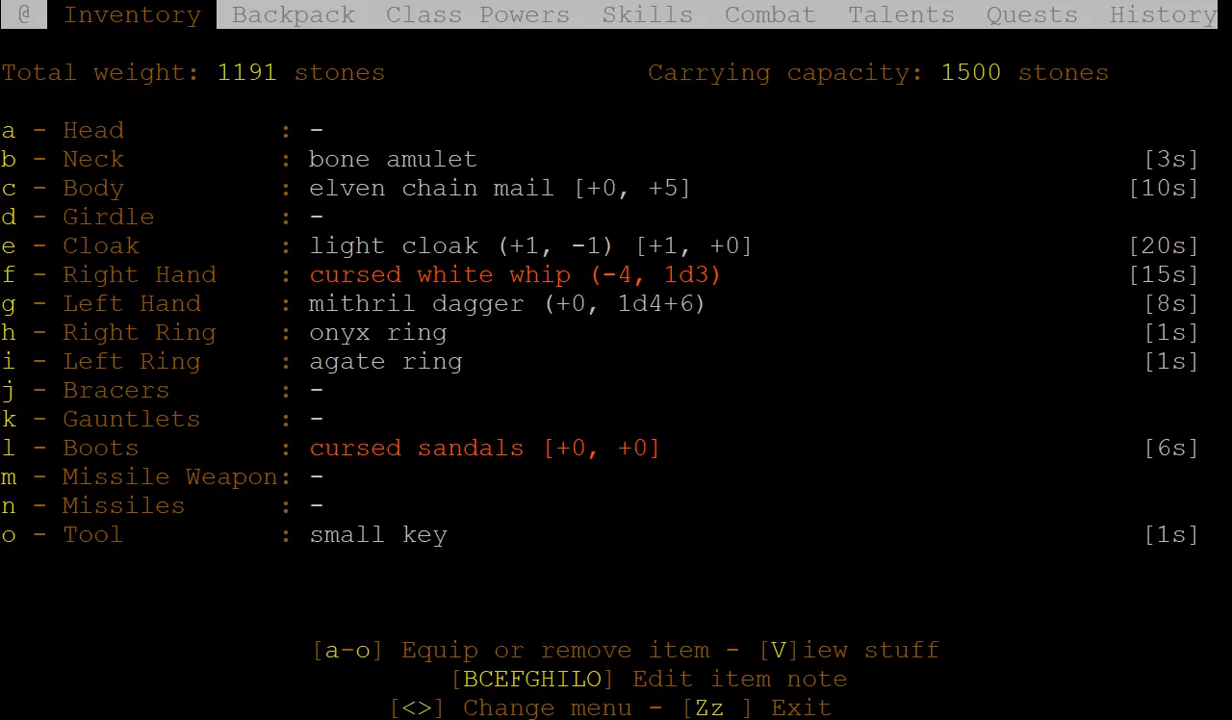 @ Inventory Backpack Class Powers Skills Combat Talents Quests History
Total weight: 1191 stones Carrying capacity: 1500 stones
a - Head : -
b - Neck : bone amulet [3s]
c - Body : elven chain mail [+0, +5] [10s]
d - Girdle : -
e - Cloak : light cloak (+1, -1) [+1, +0] [20s]
f - Right Hand : cursed white whip (-4, 1d3) [15s]
g - Left Hand : mithril dagger (+0, 1d4+6) [8s]
h - Right Ring : onyx ring [1s]
i - Left Ring : agate ring [1s]
j - Bracers : -
k - Gauntlets : -
l - Boots : cursed sandals [+0, +0] [6s]
m - Missile Weapon: -
n - Missiles : -
o - Tool : small key [1s]
[a-o] Equip or remove item - [V]iew stuff
[BCEFGHILO] Edit item note
[<>] Change menu - [Zz ] Exit